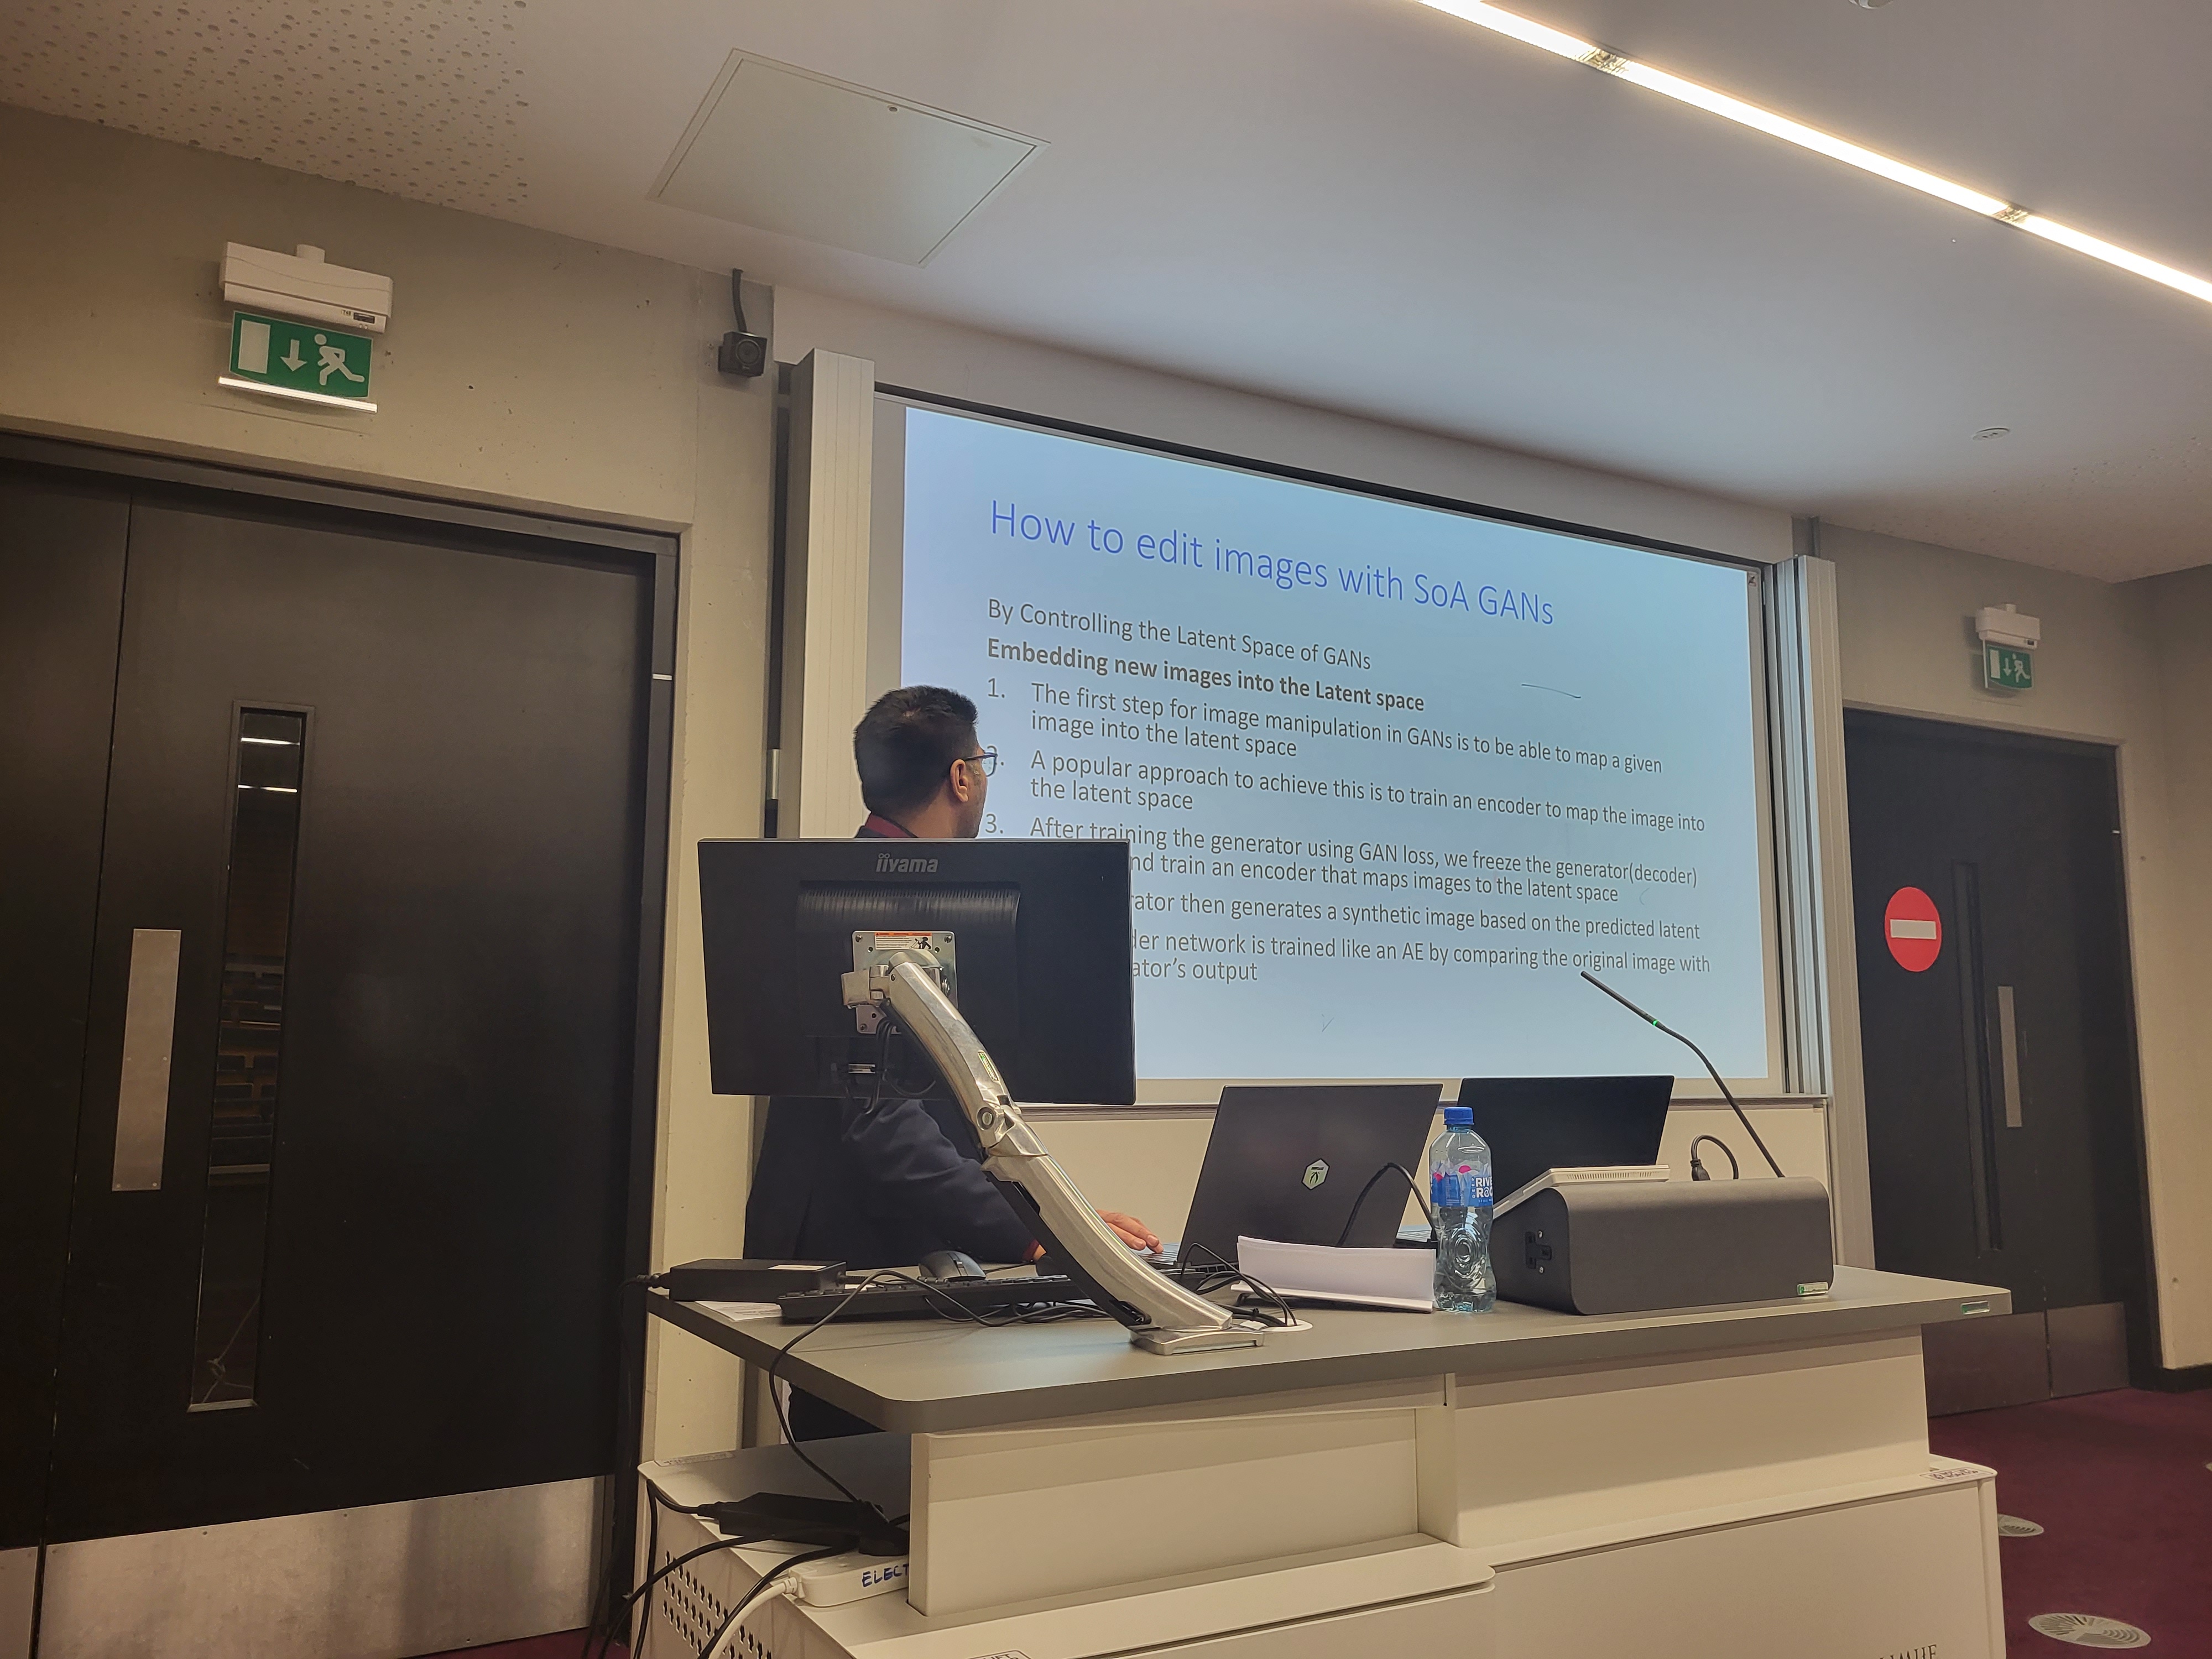 How to edit images with SoA GANs
By Controlling the Latent Space of GANs
Embedding new images into the Latent space
1. The first step for image manipulation in GANs is to be able to map a given
image into the latent space
2. A popular approach to achieve this is to train an encoder to map the image into
the latent space
3. After training the generator using GAN loss, we freeze the generator(decoder)
nd train an encoder that maps images to the latent space
rator then generates a synthetic image based on the predicted latent
der network is trained like an AE by comparing the original image with
ator's output
iiyama
RIVE
ROC
ELECT